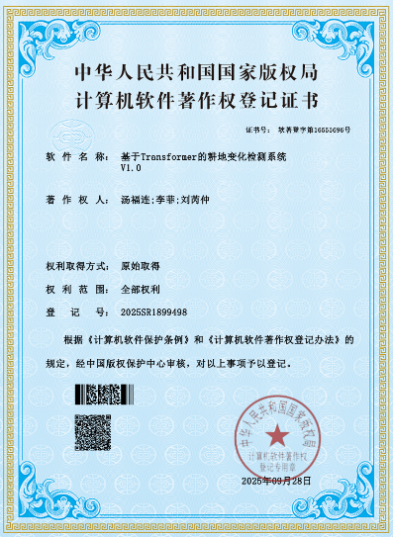 中华人民共和国国家版权局
计算机软件著作权登记证书
证书号： 软著登字第16555696号
软件名称： 基于Transformer的耕地变化检测系统
V1.0
著作权人： 汤福连;李菲;刘芮仲
权利取得方式： 原始取得
权利范围： 全部权利
登记号： 2025SR1899498
根据《计算机软件保护条例》和《计算机软件著作权登记办法》的
规定，经中国版权保护中心审核，对以上事项予以登记。
中华人民共和国国家版权局
计算机软件著作权
登记专用章
2025年09月28日